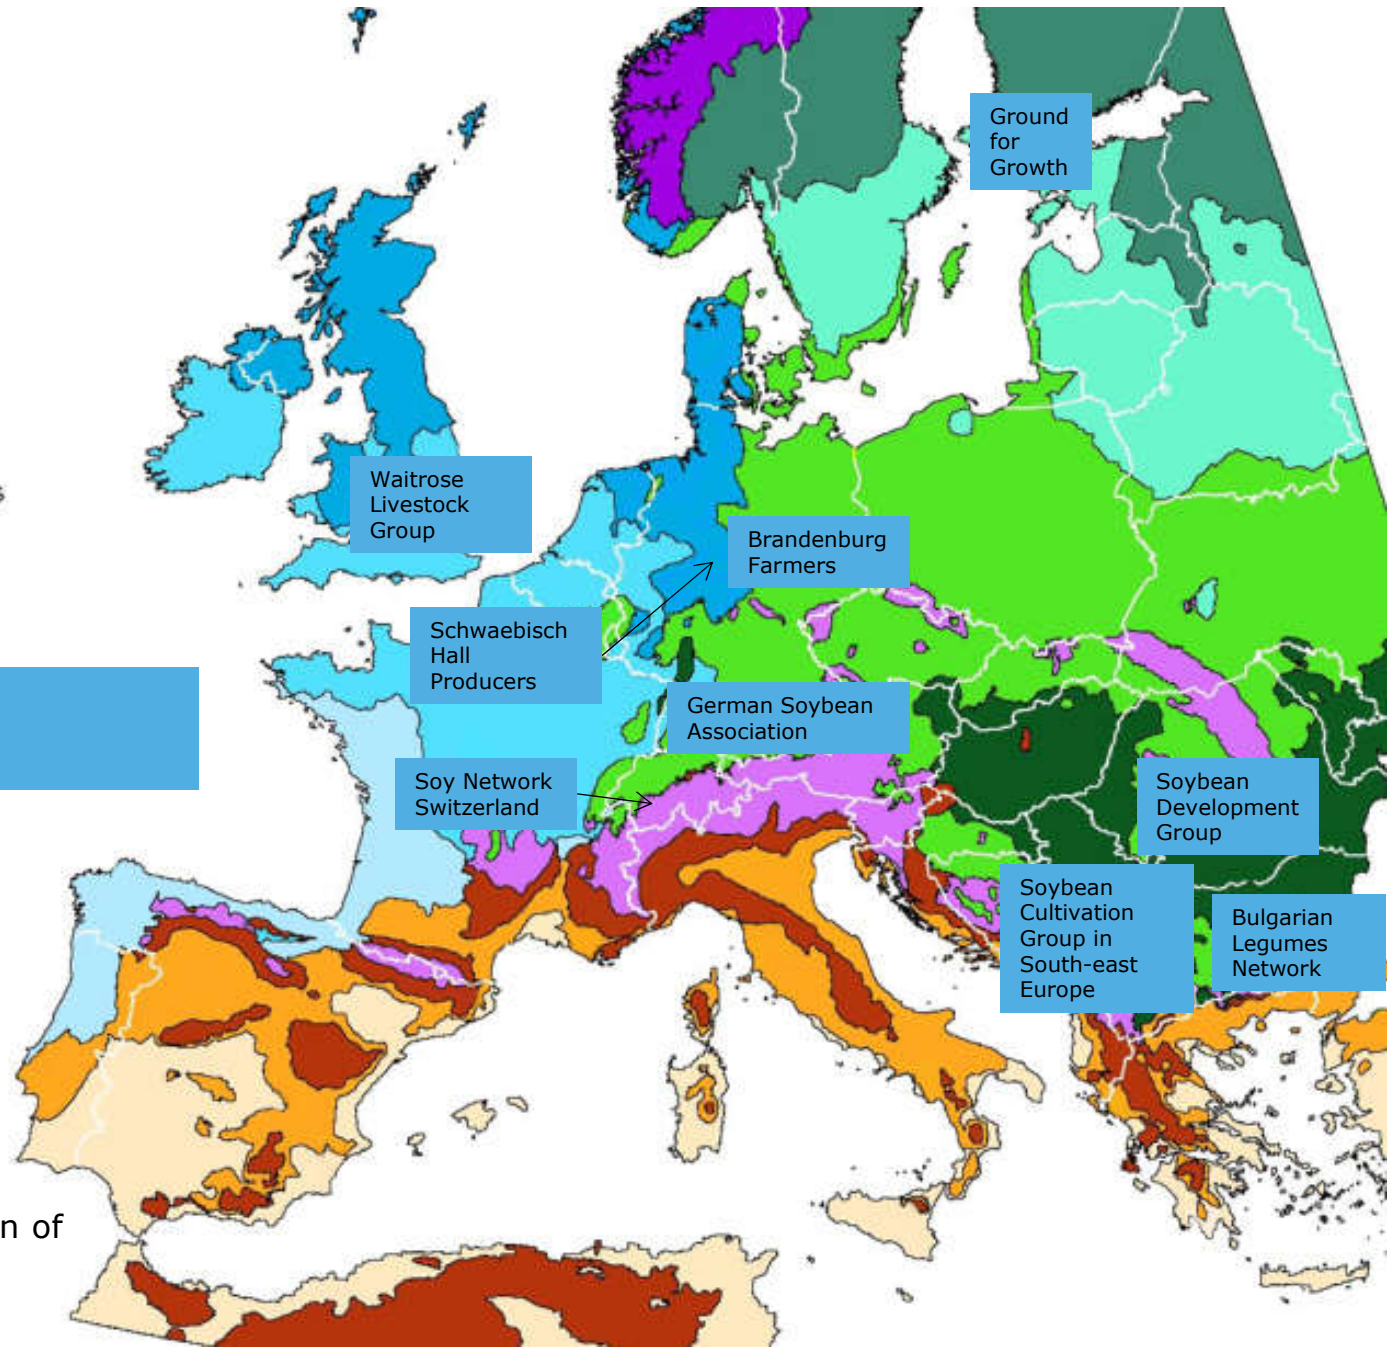 Ground
for
Growth
Waitrose
Livestock
Group
Brandenburg
Farmers
Schwaebisch
Hall
Producers
German Soybean
Association
Soy Network
Switzerland
Soybean
Development
Group
Soybean
Cultivation
Group in
South-east
Europe
Bulgarian
Legumes
Network
n of